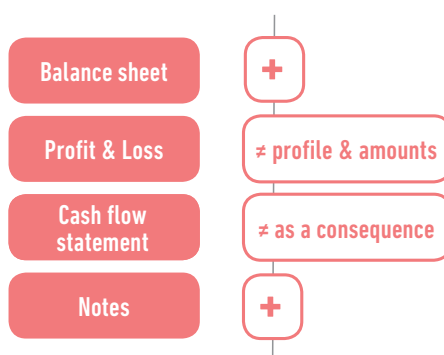 Balance sheet
+
Profit & Loss
≠ profile & amounts
Cash flow
statement
≠ as a consequence
Notes
+